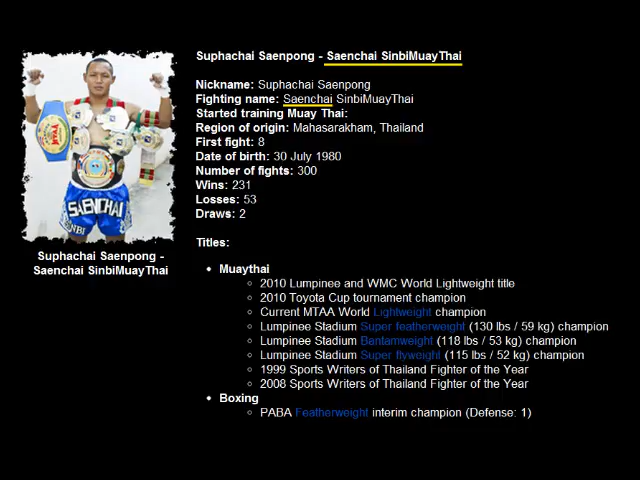 Suphachai Saenpong - Saenchai SinbiMuayThai
Nickname: Suphachai Saenpong
Fighting name: Saenchai SinbiMuayThai
Started training Muay Thai:
Region of origin: Mahasarakham, Thailand
First fight: 8
Date of birth: 30 July 1980
Number of fights: 300
Wins: 231
Losses: 53
Draws: 2
SAENCHAI
SINBI
Suphachai Saenpong -
Saenchai SinbiMuayThai
Titles:
Muaythai
2010 Lumpinee and WMC World Lightweight title
2010 Toyota Cup tournament champion
Current MTAA World Lightweight champion
Lumpinee Stadium Super featherweight (130 lbs / 59 kg) champion
Lumpinee Stadium Bantamweight (118 lbs / 53 kg) champion
Lumpinee Stadium Super flyweight (115 lbs / 52 kg) champion
1999 Sports Writers of Thailand Fighter of the Year
2008 Sports Writers of Thailand Fighter of the Year
Boxing
PABA Featherweight interim champion (Defense: 1)